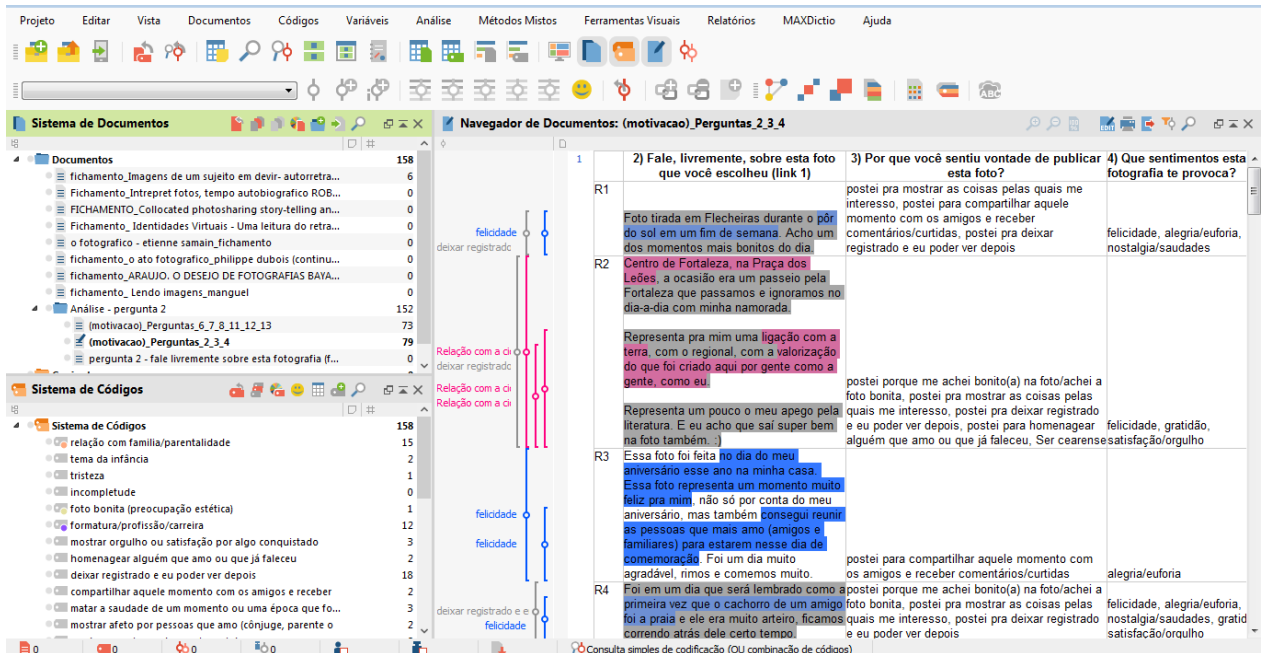 Projeto Editar Vista Documentos Códigos Variáveis Análise Métodos Mistos Ferramentas Visuais Relatórios MAXDictio Ajuda
Sistema de Documentos
Documentos 158
fichamento_Imagens de um sujeito em devir- autorretra... 6
Fichamento_Intrepret fotos, tempo autobiografico ROB... 0
FICHAMENTO_Collocated photosharing story-telling an... 0
Fichamento_ Identidades Virtuais - Uma leitura do retra... 0
o fotografico - etienne samain_fichamento 0
fichamento_o ato fotografico_philippe dubois (continu... 0
fichamento_ARAUJO. O DESEJO DE FOTOGRAFIAS BAYA... 0
fichamento_ Lendo imagens_manguel 0
Análise - pergunta 2 152
(motivacao)_Perguntas_6_7_8_11_12_13 73
(motivacao)_Perguntas_2_3_4 79
pergunta 2 - fale livremente sobre esta fotografia (f... 0
Sistema de Códigos
Sistema de Códigos 158
relação com familia/parentalidade 15
tema da infância 2
tristeza 1
incompletude 0
foto bonita (preocupação estética) 1
formatura/profissão/carreira 12
mostrar orgulho ou satisfação por algo conquistado 3
homenagear alguém que amo ou que já faleceu 2
deixar registrado e eu poder ver depois 18
compartilhar aquele momento com os amigos e receber 2
matar a saudade de um momento ou uma época que fo... 3
mostrar afeto por pessoas que amo (cônjuge, parente o 2
Navegador de Documentos: (motivacao)_Perguntas_2_3_4
felicidade
deixar registradc
Relação com a ci
deixar registradc
Relação com a ci
Relação com a ci
felicidade
felicidade
deixar registrado e e
felicidade
1
2) Fale, livremente, sobre esta foto
que você escolheu (link 1)
3) Por que você sentiu vontade de publicar
esta foto?
4) Que sentimentos esta
fotografia te provoca?
R1
Foto tirada em Flecheiras durante o pôr
do sol em um fim de semana. Acho um
dos momentos mais bonitos do dia.
postei pra mostrar as coisas pelas quais me
interesso, postei para compartilhar aquele
momento com os amigos e receber
comentários/curtidas, postei pra deixar
registrado e eu poder ver depois
felicidade, alegria/euforia,
nostalgia/saudades
R2
Centro de Fortaleza, na Praça dos
Leões, a ocasião era um passeio pela
Fortaleza que passamos e ignoramos no
dia-a-dia com minha namorada.
Representa pra mim uma ligação com a
terra, com o regional, com a valorização
do que foi criado aqui por gente como a
gente, como eu.
Representa um pouco o meu apego pela
literatura. E eu acho que saí super bem
na foto também. :)
postei porque me achei bonito(a) na foto/achei a
foto bonita, postei pra mostrar as coisas pelas
quais me interesso, postei pra deixar registrado
e eu poder ver depois, postei para homenagear
alguém que amo ou que já faleceu, Ser cearense
felicidade, gratidão,
satisfação/orgulho
R3
Essa foto foi feita no dia do meu
aniversário esse ano na minha casa.
Essa foto representa um momento muito
feliz pra mim, não só por conta do meu
aniversário, mas também consegui reunir
as pessoas que mais amo (amigos e
familiares) para estarem nesse dia de
comemoração. Foi um dia muito
agradável, rimos e comemos muito.
postei para compartilhar aquele momento com
os amigos e receber comentários/curtidas
alegria/euforia
R4
Foi em um dia que será lembrado como a
primeira vez que o cachorro de um amigo
foi a praia e ele era muito arteiro, ficamos
correndo atrás dele certo tempo.
postei porque me achei bonito(a) na foto/achei a
foto bonita, postei pra mostrar as coisas pelas
quais me interesso, postei pra deixar registrado
e eu poder ver depois
felicidade, alegria/euforia,
nostalgia/saudades, gratid
satisfação/orgulho
0 0 0 0 Consulta simples de codificação (OU combinação de códigos)